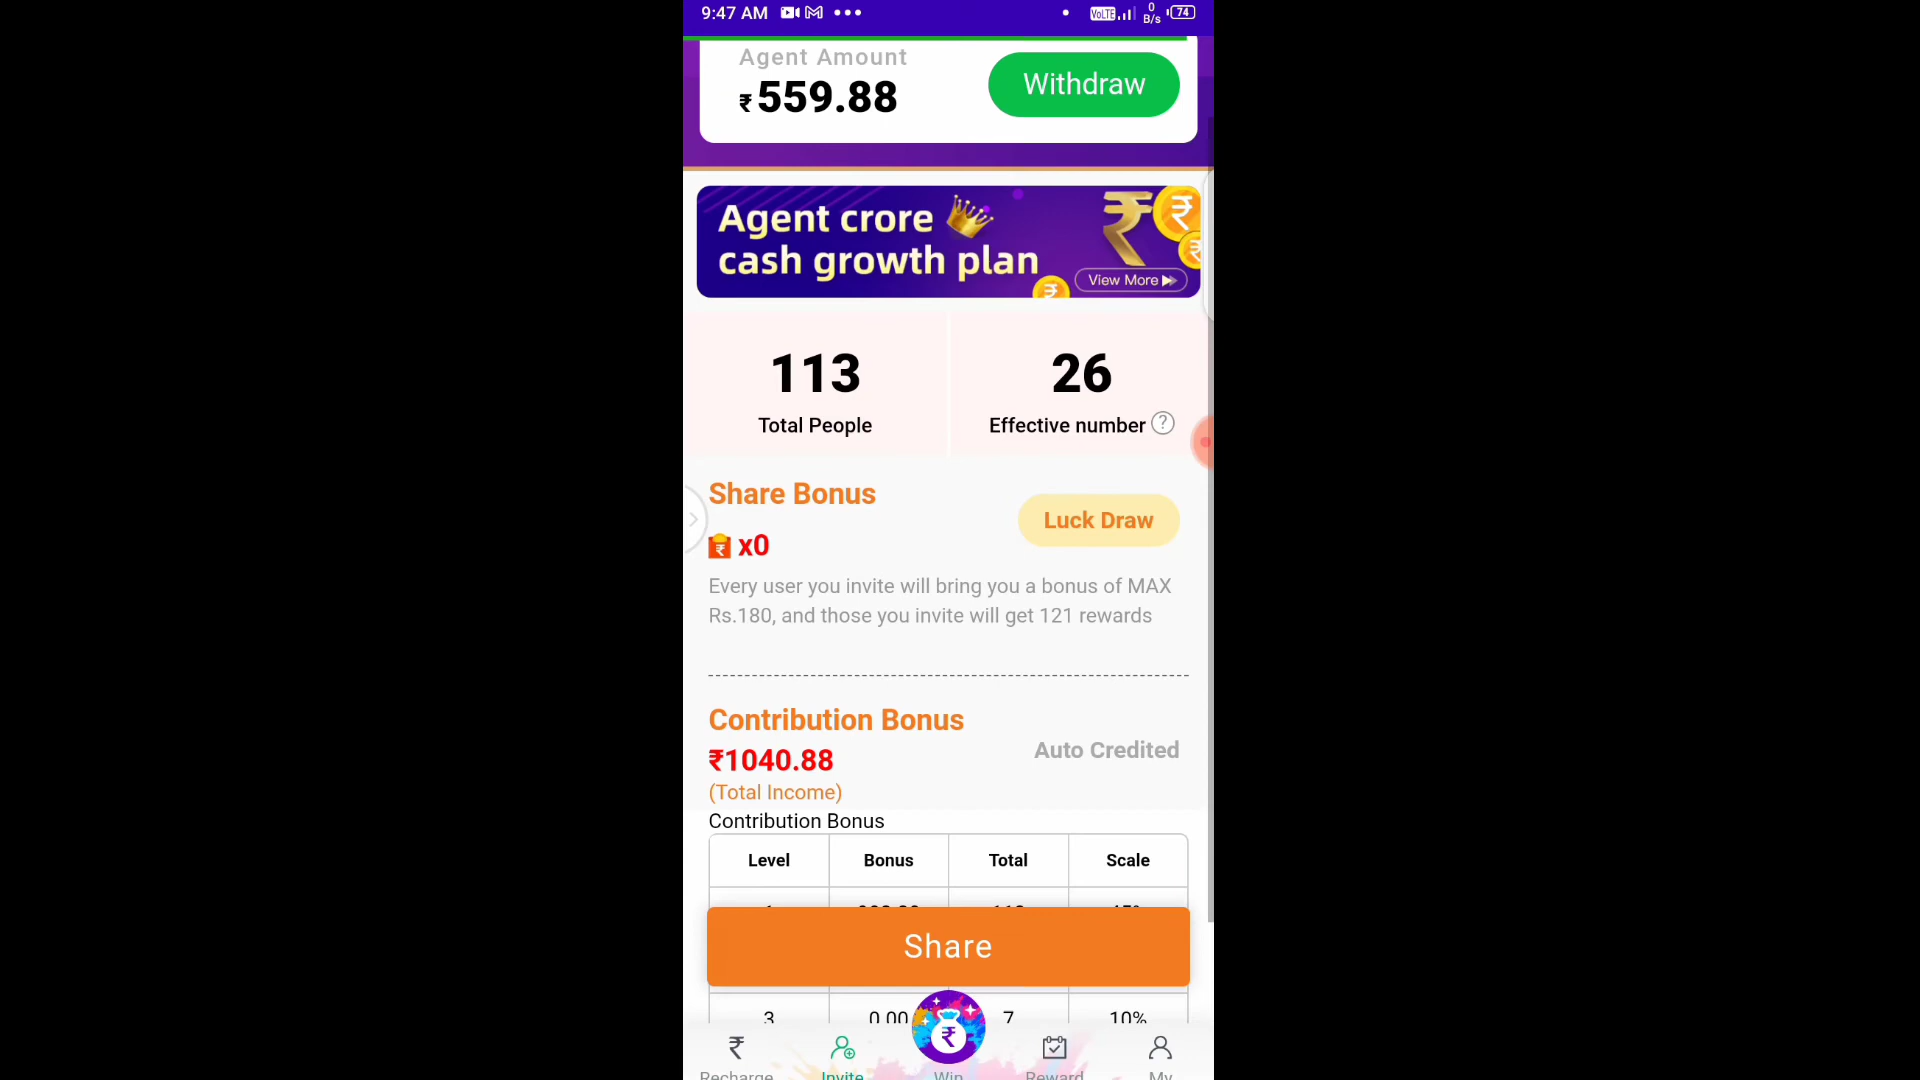 9:47 AM
VoLTE
0
B/s
74
Agent Amount
₹559.88
Withdraw
Agent crore
cash growth plan
View More
113
Total People
26
Effective number ?
Share Bonus
Luck Draw
x0
Every user you invite will bring you a bonus of MAX
Rs.180, and those you invite will get 121 rewards
Contribution Bonus
₹1040.88
Auto Credited
(Total Income)
Contribution Bonus
Level Bonus Total Scale
Share
3 0.00 7 10%
Recharge Invite Win Reward My